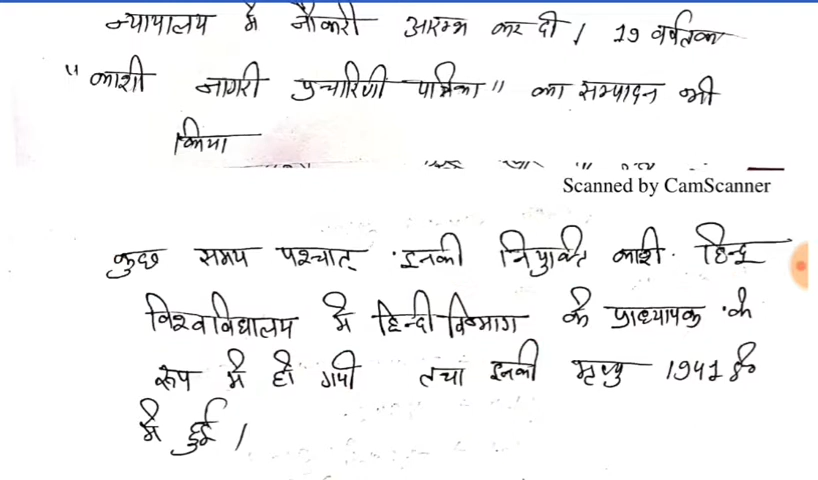 न्यायालय में नौकरी आरम्भ कर दी। 19 वर्षतक
"काशी नागरी प्रचारिणी पत्रिका" का सम्पादन भी
किया
Scanned by CamScanner
कुछ समय पश्चात् इनकी नियुक्ति काशी हिन्दू
विश्वविद्यालय में हिन्दी विभाग के प्राध्यापक के
रूप में हो गयी तथा इनकी मृत्यु 1941 ई०
में हुई।